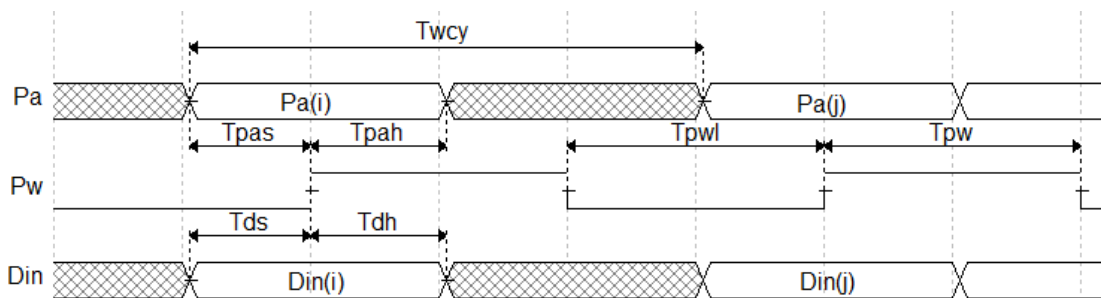 Twcy
Pa Pa(i) Pa(j)
Tpas Tpah Tpwl Tpw
Pw
Tds Tdh
Din Din(i) Din(j)